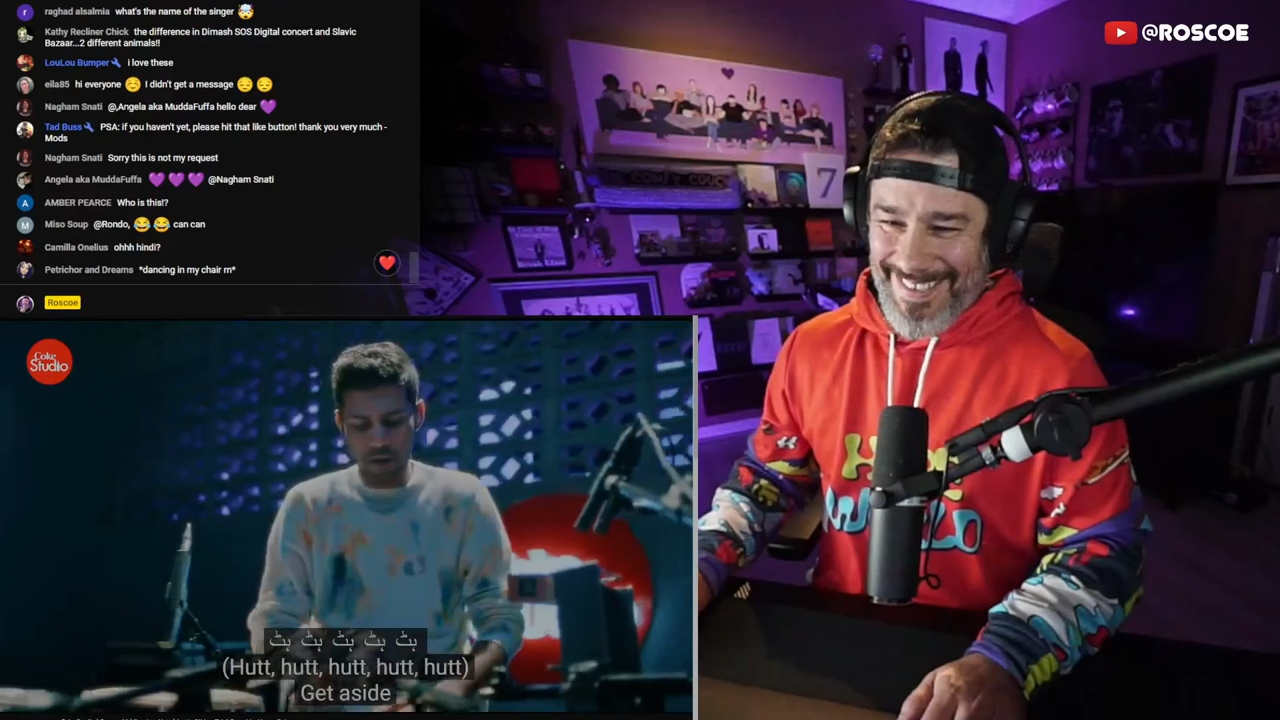 raghad alsalmia what's the name of the singer 🤯
Kathy Recliner Chick the difference in Dimash SOS Digital concert and Slavic
Bazaar...2 different animals!!
LouLou Bumper i love these
eila85 hi everyone ☺️ I didn't get a message 😔 😔
Nagham Snati @,Angela aka MuddaFuffa hello dear 💜
Tad Buss PSA: if you haven't yet, please hit that like button! thank you very much -
Mods
Nagham Snati Sorry this is not my request
Angela aka MuddaFuffa 💜 💜 💜 @Nagham Snati
AMBER PEARCE Who is this!?
Miso Soup @Rondo, 😂 😂 can can
Camilla Onelius ohhh hindi?
Petrichor and Dreams *dancing in my chair rn*
Roscoe
@ROSCOE
7
Coke
Studio
ہٹ ہٹ ہٹ ہٹ ہٹ
(Hutt, hutt, hutt, hutt, hutt)
Get aside